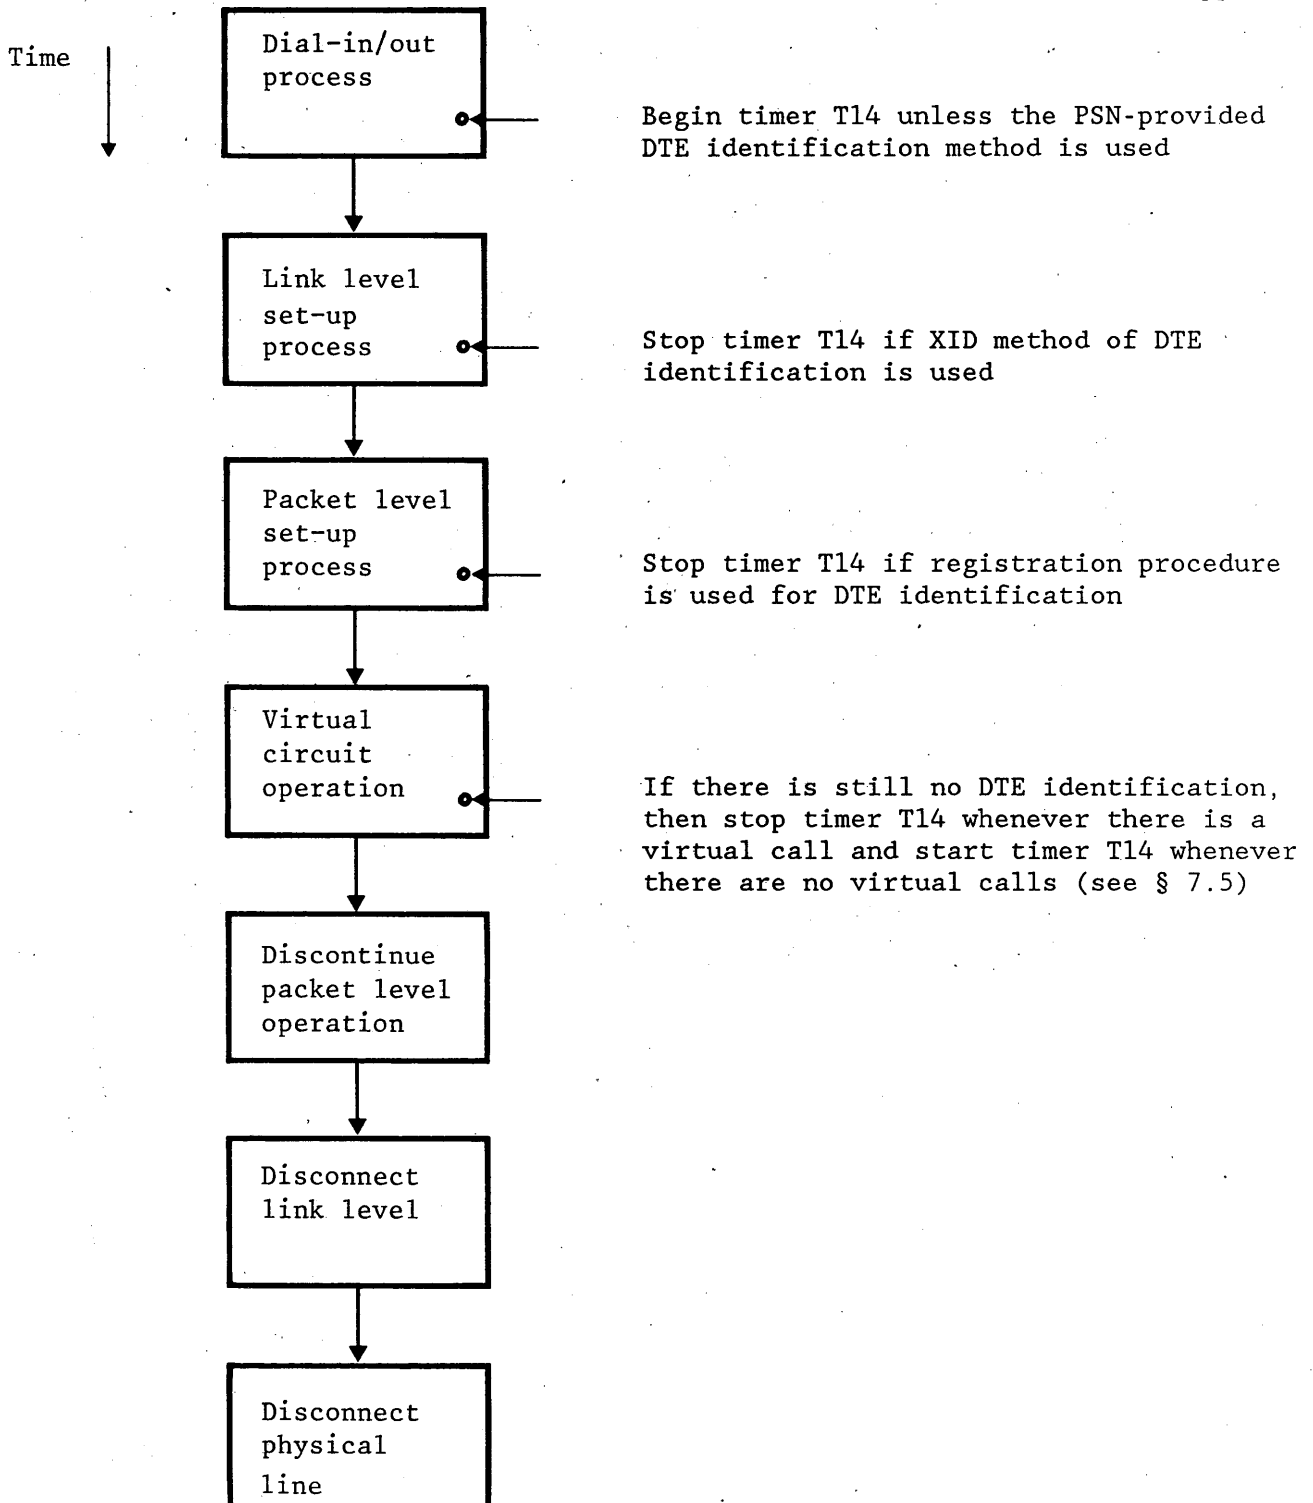 Time
Dial-in/out
process
Begin timer T14 unless the PSN-provided
DTE identification method is used
Link level
set-up
process
Stop timer T14 if XID method of DTE
identification is used
Packet level
set-up
process
Stop timer T14 if registration procedure
is used for DTE identification
Virtual
circuit
operation
If there is still no DTE identification,
then stop timer T14 whenever there is a
virtual call and start timer T14 whenever
there are no virtual calls (see § 7.5)
Discontinue
packet level
operation
Disconnect
link level
Disconnect
physical
line